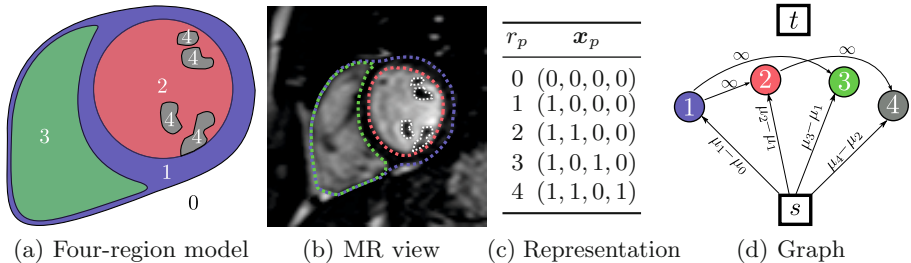 4
4
2
3
4
4
1
0
(a) Four-region model
(b) MR view
r_p x_p
0 (0, 0, 0, 0)
1 (1, 0, 0, 0)
2 (1, 1, 0, 0)
3 (1, 0, 1, 0)
4 (1, 1, 0, 1)
(c) Representation
t
∞ ∞
∞
1 2 3 4
μ₁−μ₀ μ₂−μ₁ μ₃−μ₁ μ₄−μ₂
s
(d) Graph